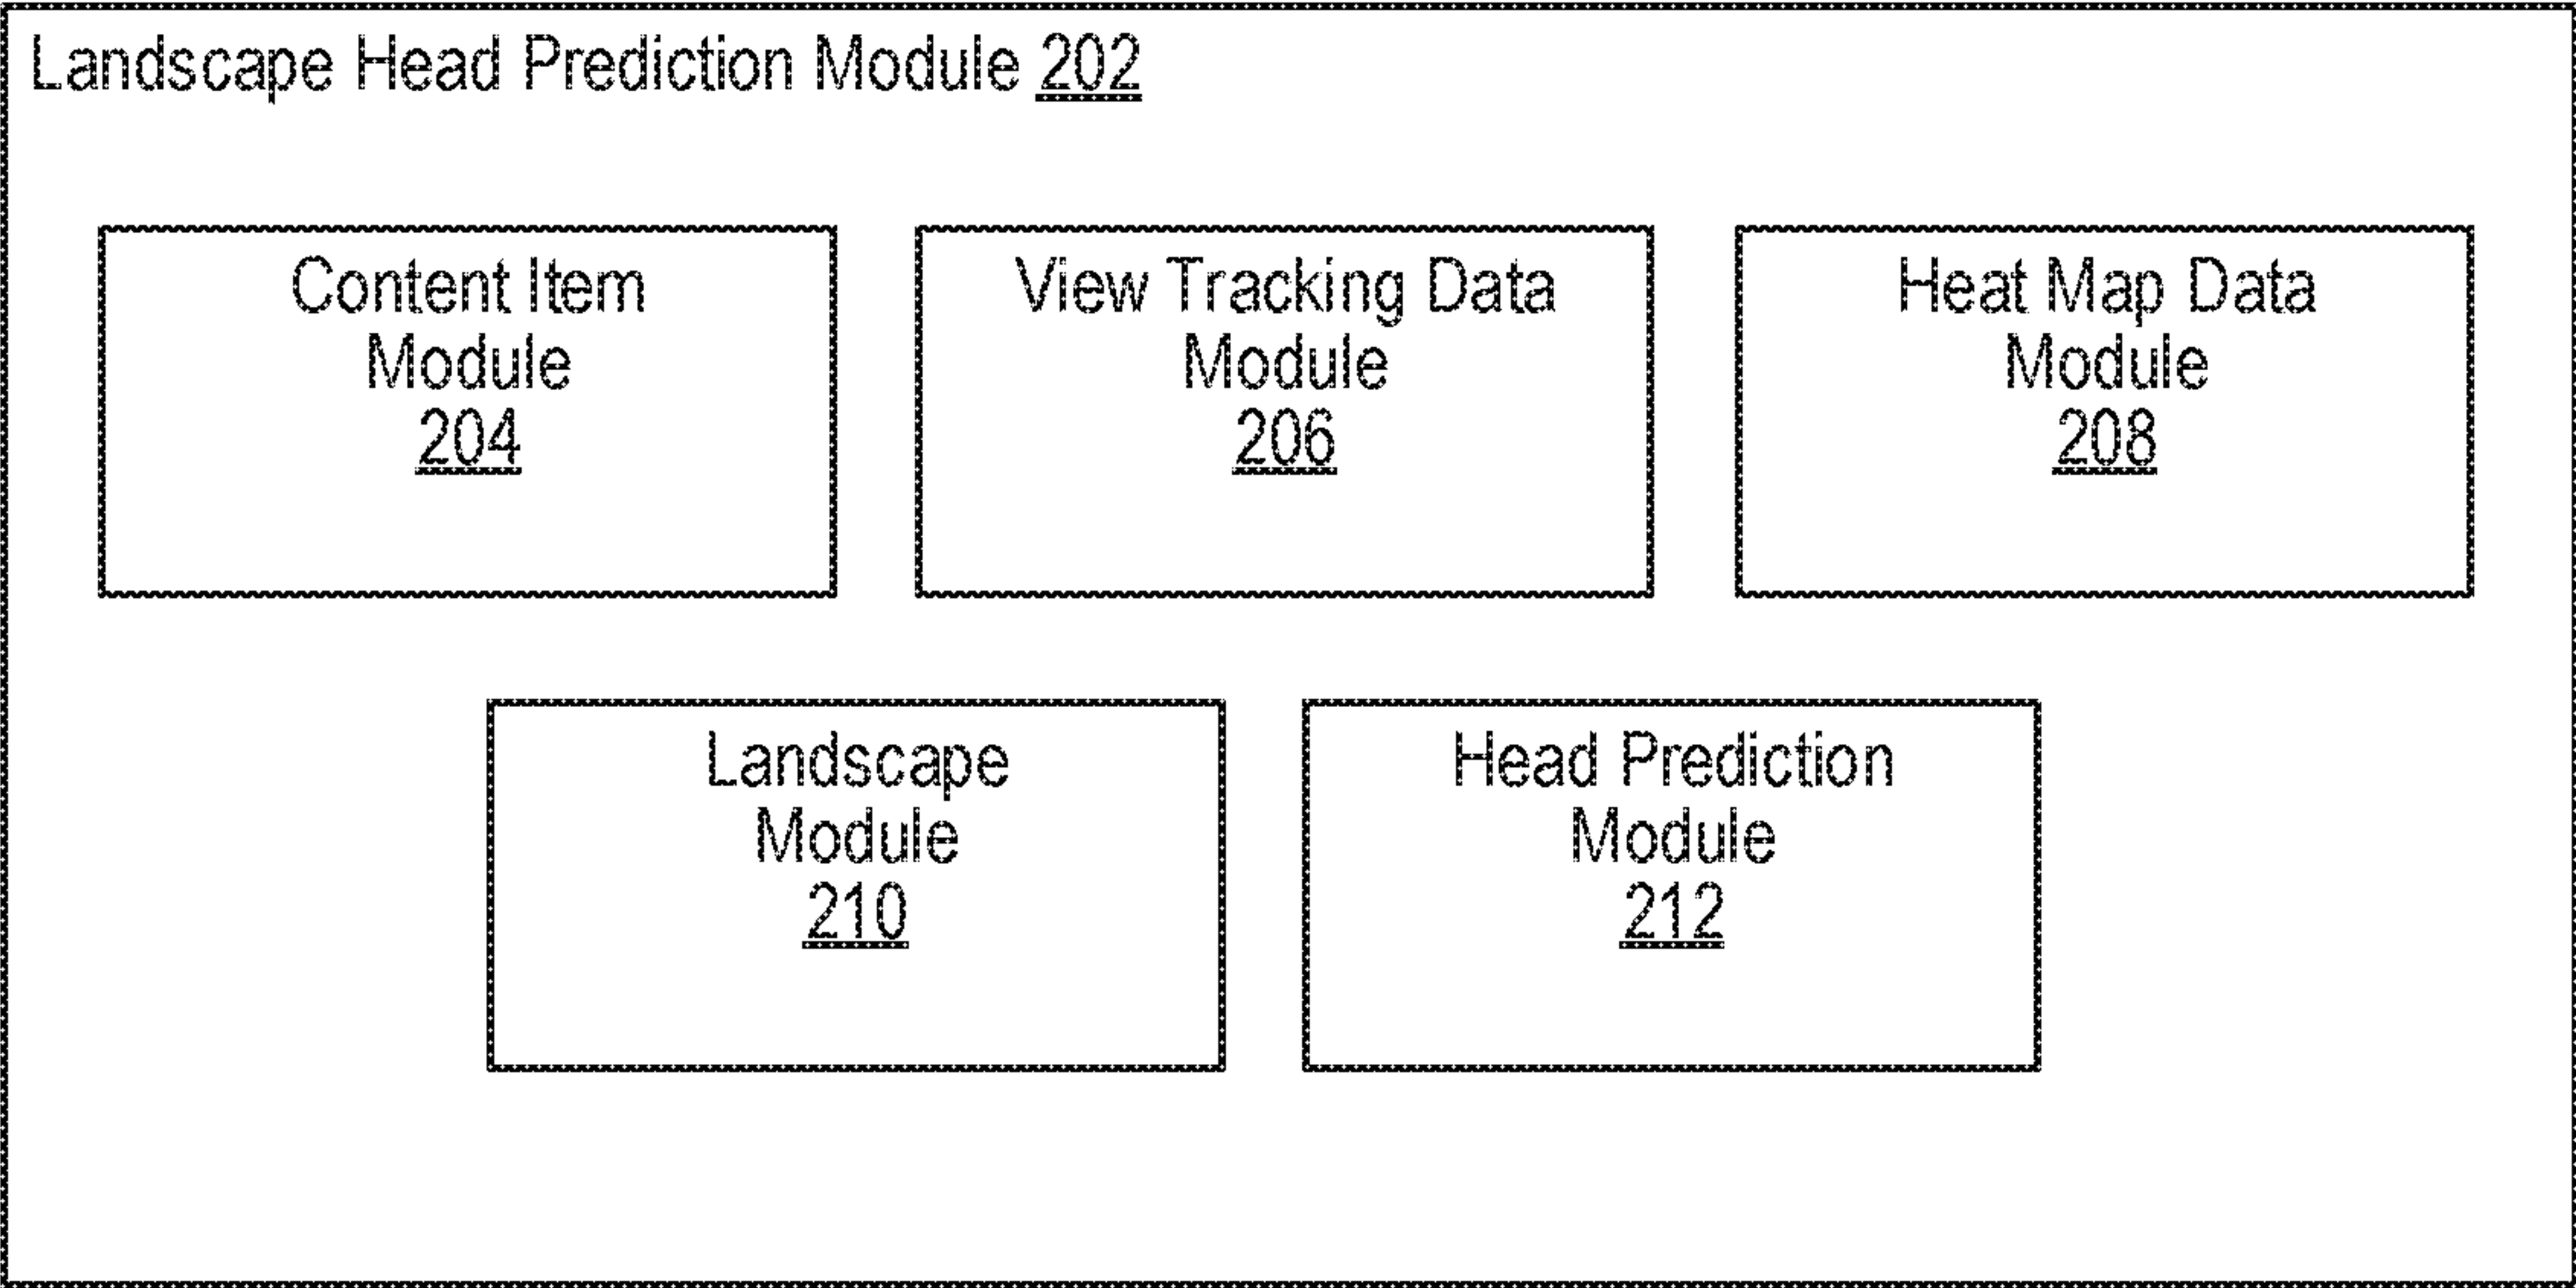 Landscape Head Prediction Module 202
Content Item
Module
204
View Tracking Data
Module
206
Heat Map Data
Module
208
Landscape
Module
210
Head Prediction
Module
212